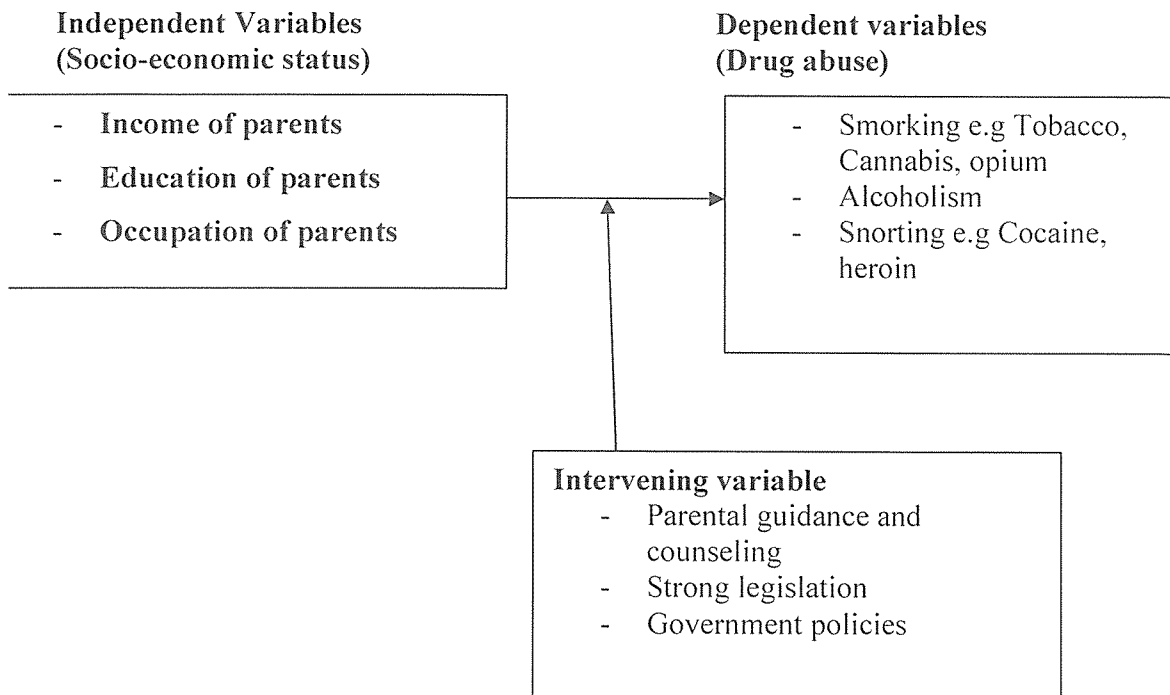 Independent Variables
(Socio-economic status)
- Income of parents
- Education of parents
- Occupation of parents
Dependent variables
(Drug abuse)
- Smorking e.g Tobacco,
Cannabis, opium
- Alcoholism
- Snorting e.g Cocaine,
heroin
Intervening variable
- Parental guidance and
counseling
- Strong legislation
- Government policies